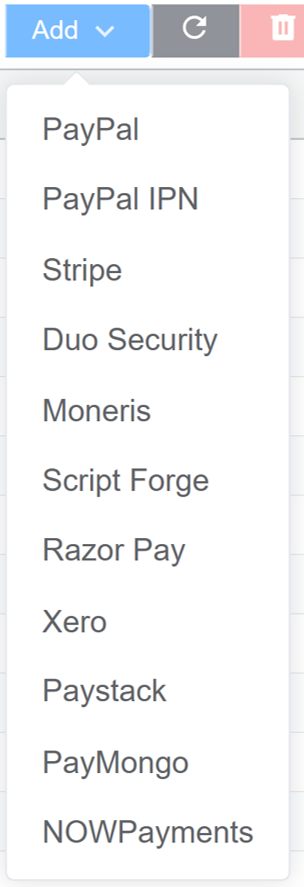 Add
PayPal
PayPal IPN
Stripe
Duo Security
Moneris
Script Forge
Razor Pay
Xero
Paystack
PayMongo
NOWPayments